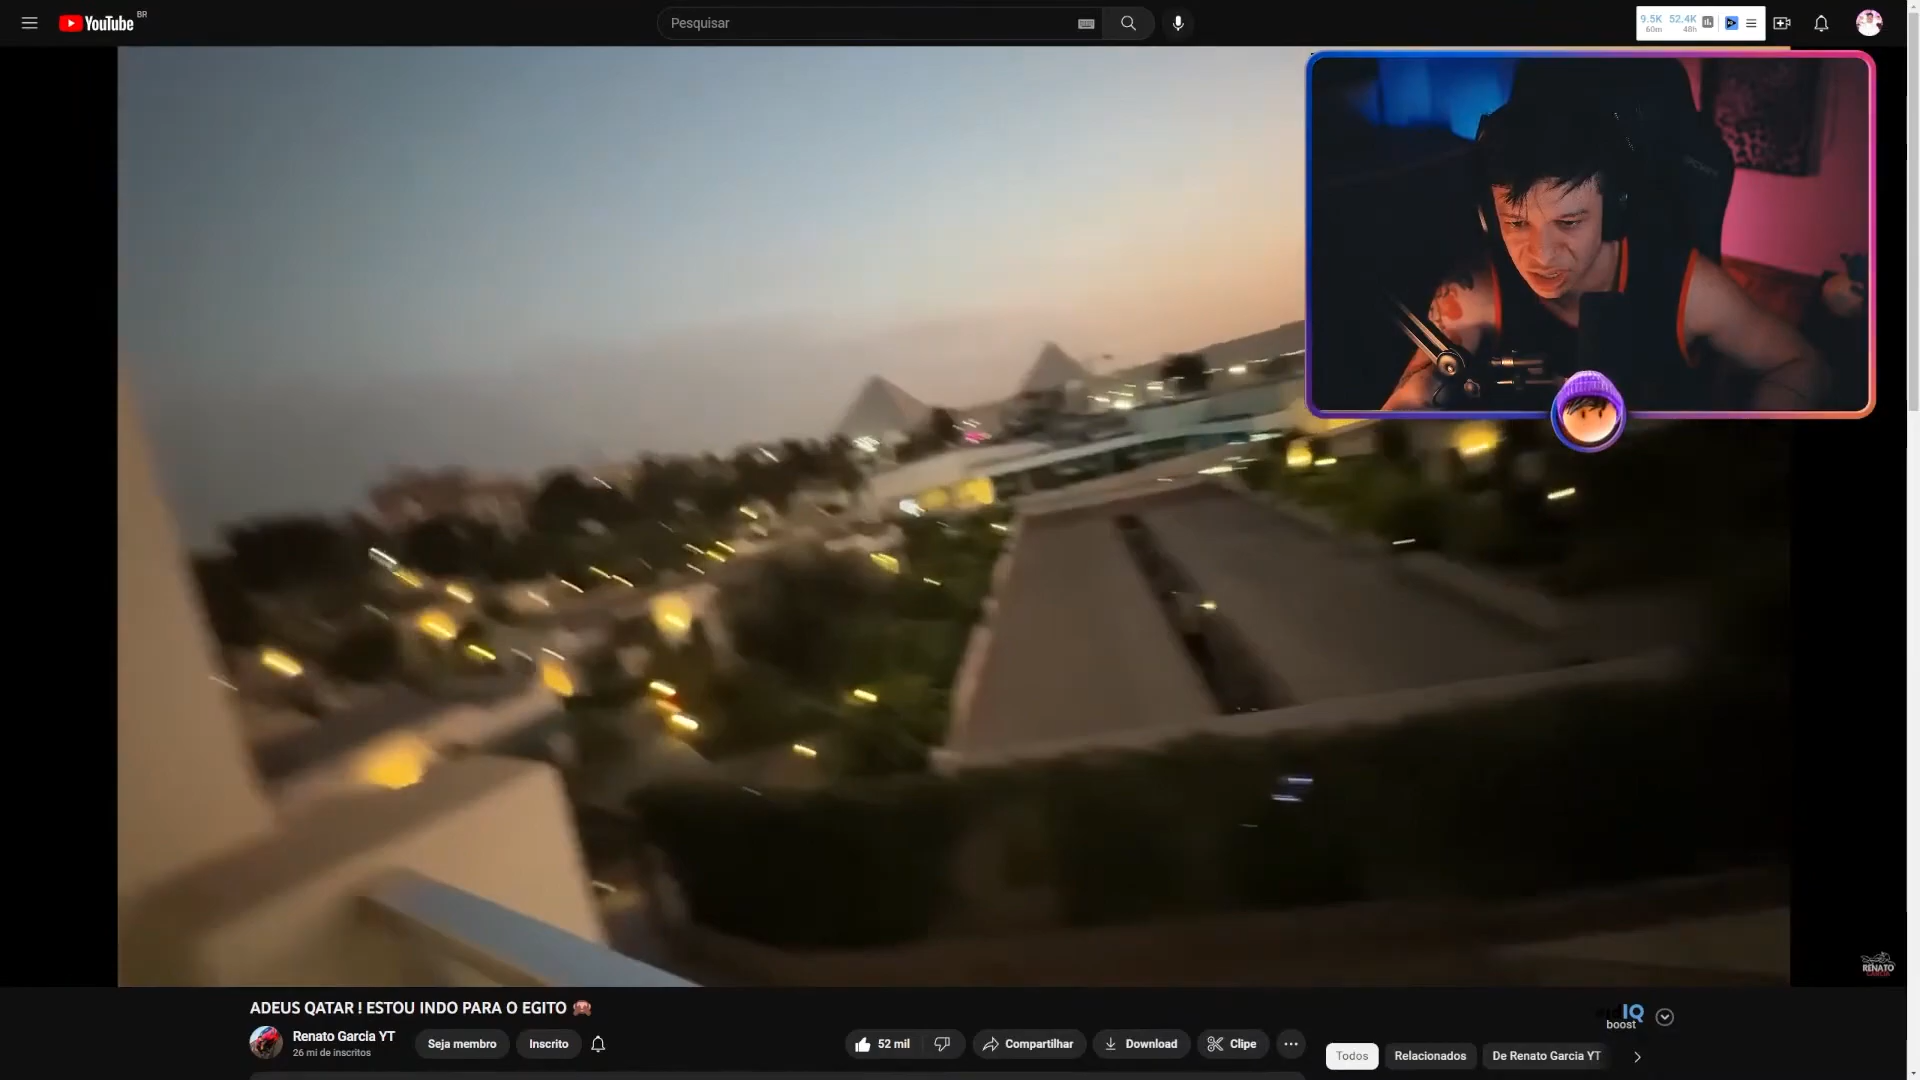 YouTube BR
Pesquisar
9.5K 52.4K
60m 48h
RENATO
GARCIA
ADEUS QATAR ! ESTOU INDO PARA O EGITO
Renato Garcia YT
26 mi de inscritos
Seja membro
Inscrito
52 mil
Compartilhar
Download
Clipe
IQ
boost
Todos
Relacionados
De Renato Garcia YT